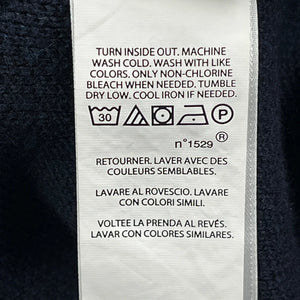 TURN INSIDE OUT. MACHINE
WASH COLD. WASH WITH LIKE
COLORS. ONLY NON-CHLORINE
BLEACH WHEN NEEDED. TUMBLE
DRY LOW. COOL IRON IF NEEDED.
30 P
n°1529 ®
RETOURNER. LAVER AVEC DES
COULEURS SEMBLABLES.
LAVARE AL ROVESCIO. LAVARE
CON COLORI SIMILI.
VOLTEE LA PRENDA AL REVÉS.
LAVAR CON COLORES SIMILARES.